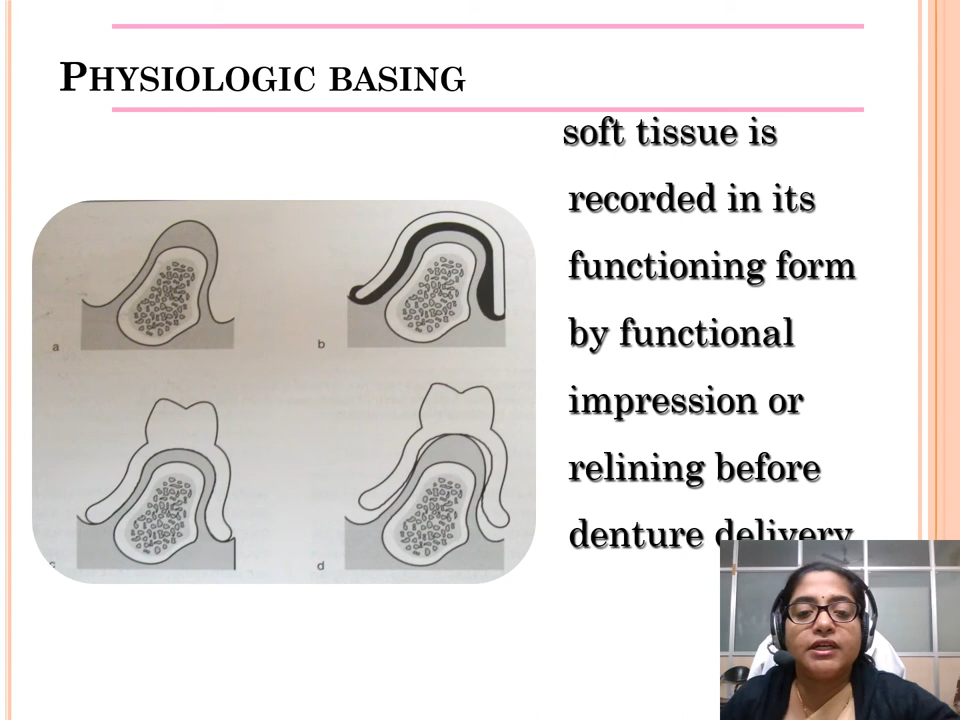 PHYSIOLOGIC BASING
soft tissue is
recorded in its
functioning form
by functional
impression or
relining before
denture delivery
a
b
c
d